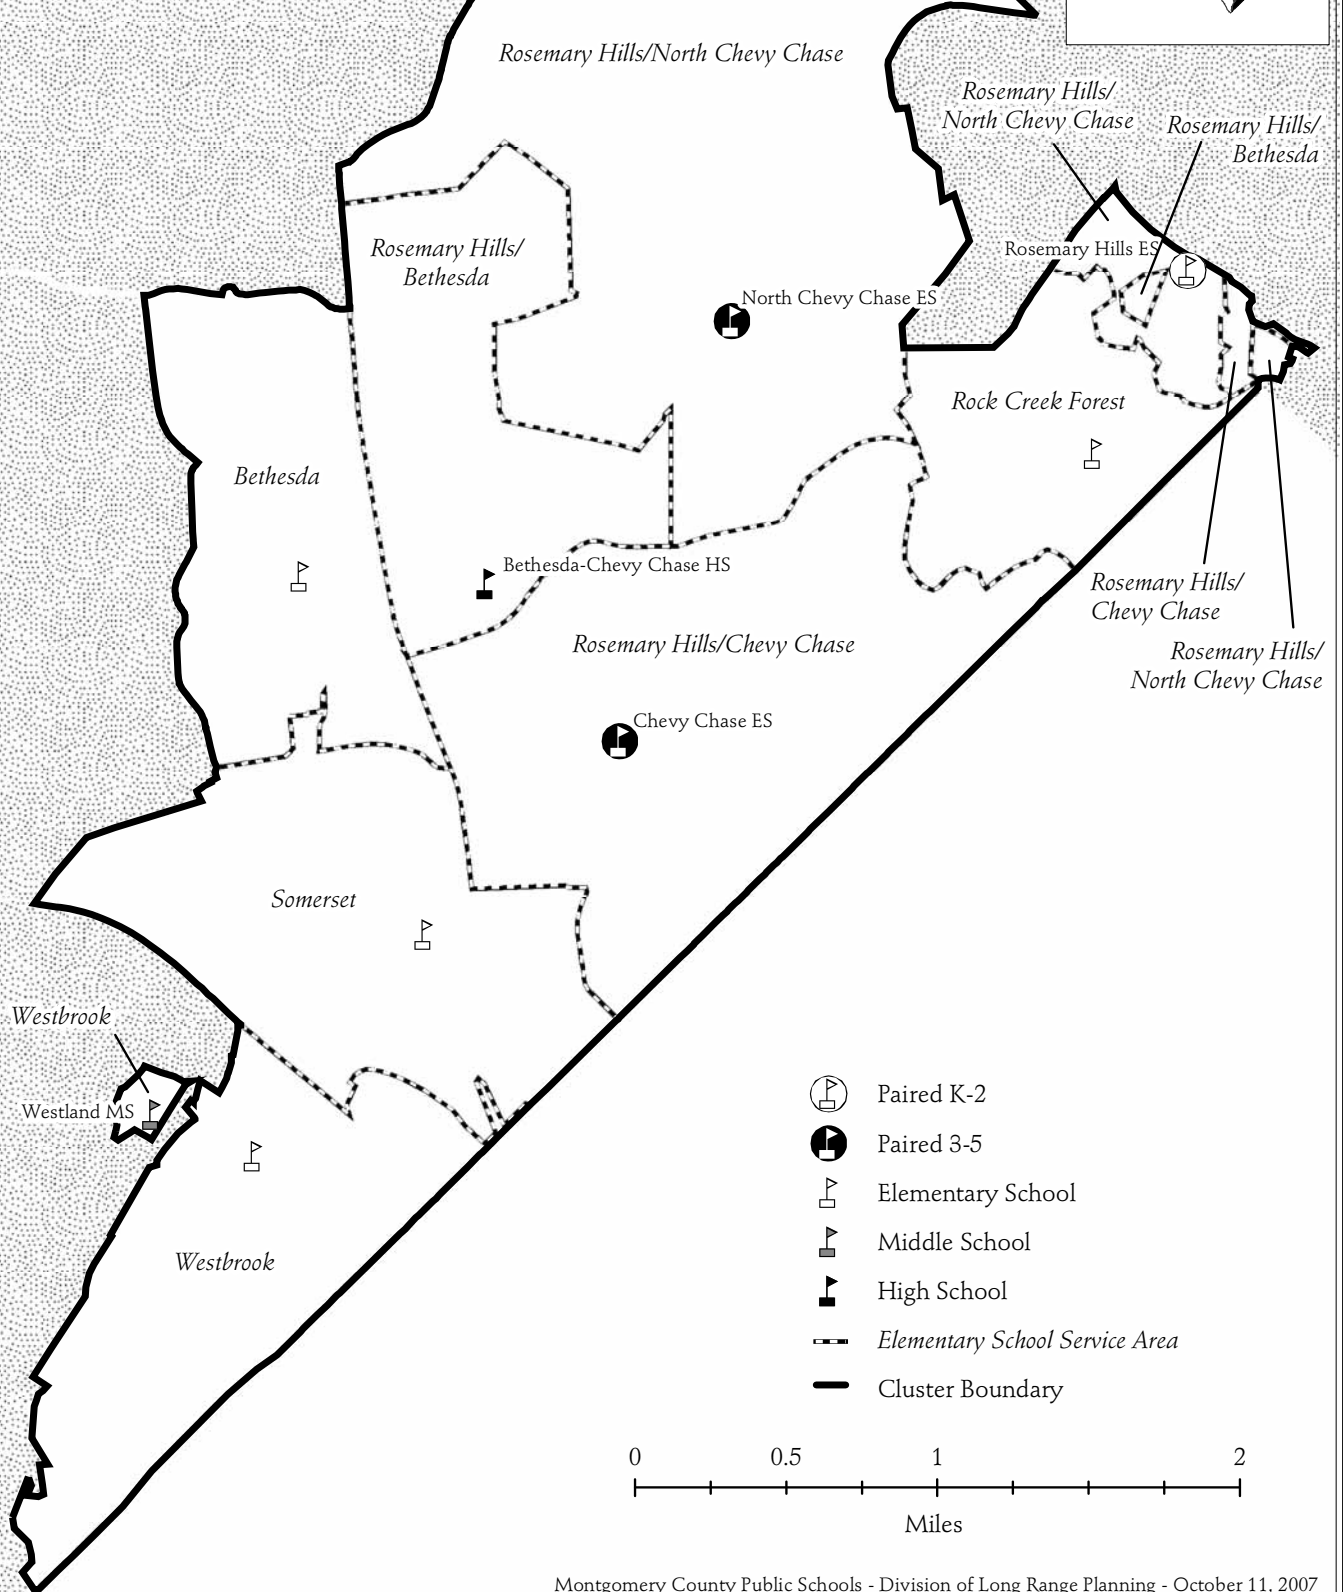 Rosemary Hills/North Chevy Chase
Rosemary Hills/
North Chevy Chase
Rosemary Hills/
Bethesda
Rosemary Hills/
Bethesda
Rosemary Hills ES
North Chevy Chase ES
Rock Creek Forest
Bethesda
Bethesda-Chevy Chase HS
Rosemary Hills/
Chevy Chase
Rosemary Hills/Chevy Chase
Rosemary Hills/
North Chevy Chase
Chevy Chase ES
Somerset
Westbrook
Westland MS
Westbrook
Paired K-2
Paired 3-5
Elementary School
Middle School
High School
Elementary School Service Area
Cluster Boundary
0 0.5 1 2
Miles
Montgomery County Public Schools - Division of Long Range Planning - October 11, 2007